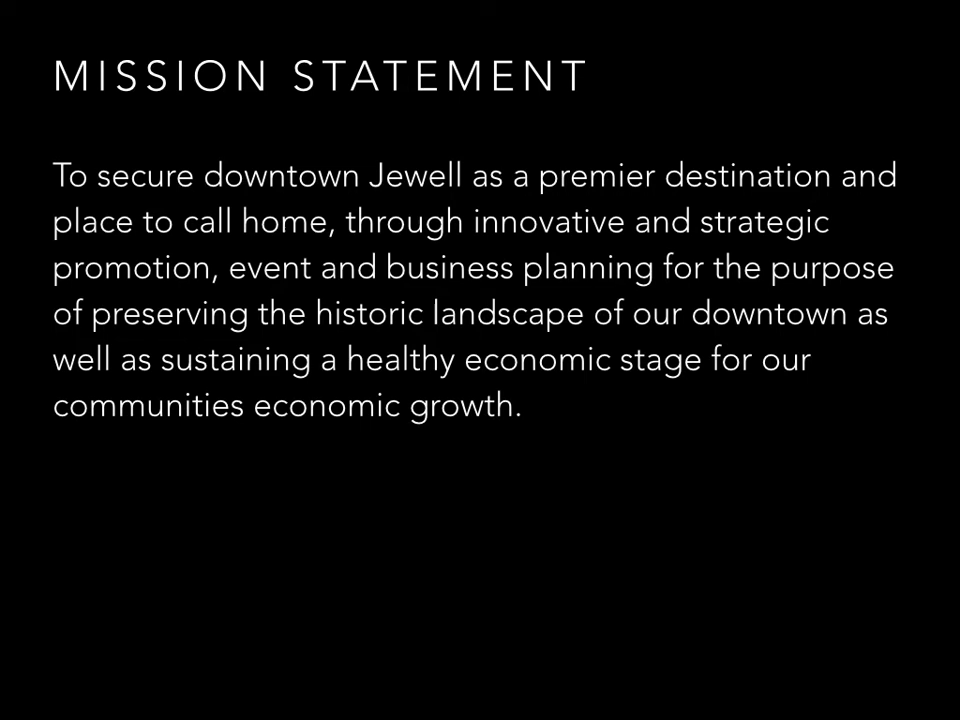 MISSION STATEMENT
To secure downtown Jewell as a premier destination and
place to call home, through innovative and strategic
promotion, event and business planning for the purpose
of preserving the historic landscape of our downtown as
well as sustaining a healthy economic stage for our
communities economic growth.